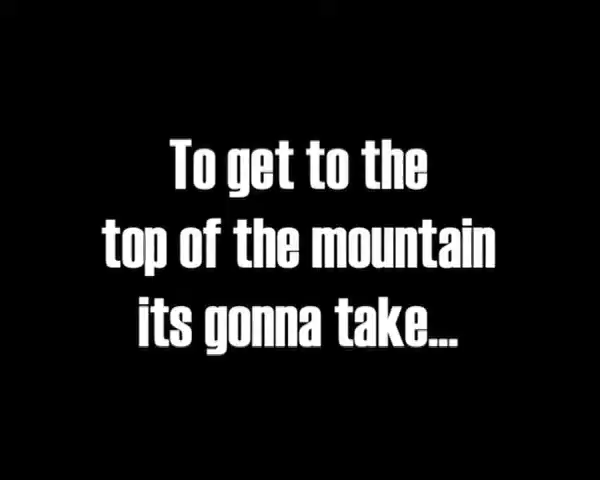 To get to the
top of the mountain
its gonna take...